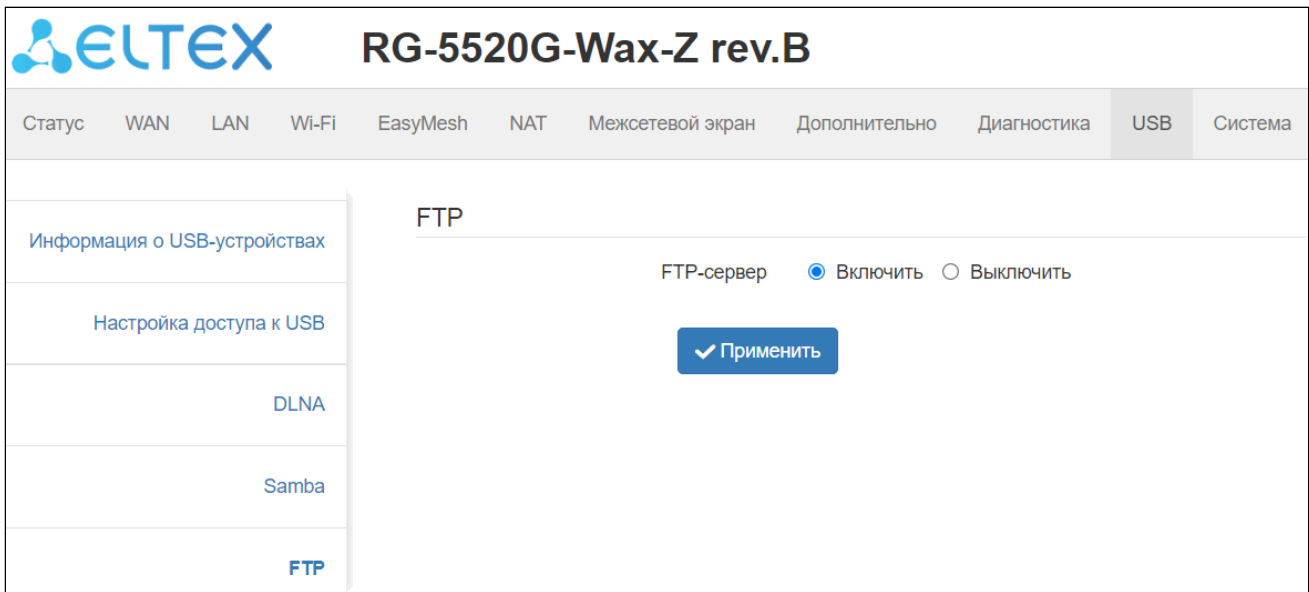 ELTEX RG-5520G-Wax-Z rev.B
Статус WAN LAN Wi-Fi EasyMesh NAT Межсетевой экран Дополнительно Диагностика USB Система
Информация о USB-устройствах
Настройка доступа к USB
DLNA
Samba
FTP
FTP
FTP-сервер Включить Выключить
Применить